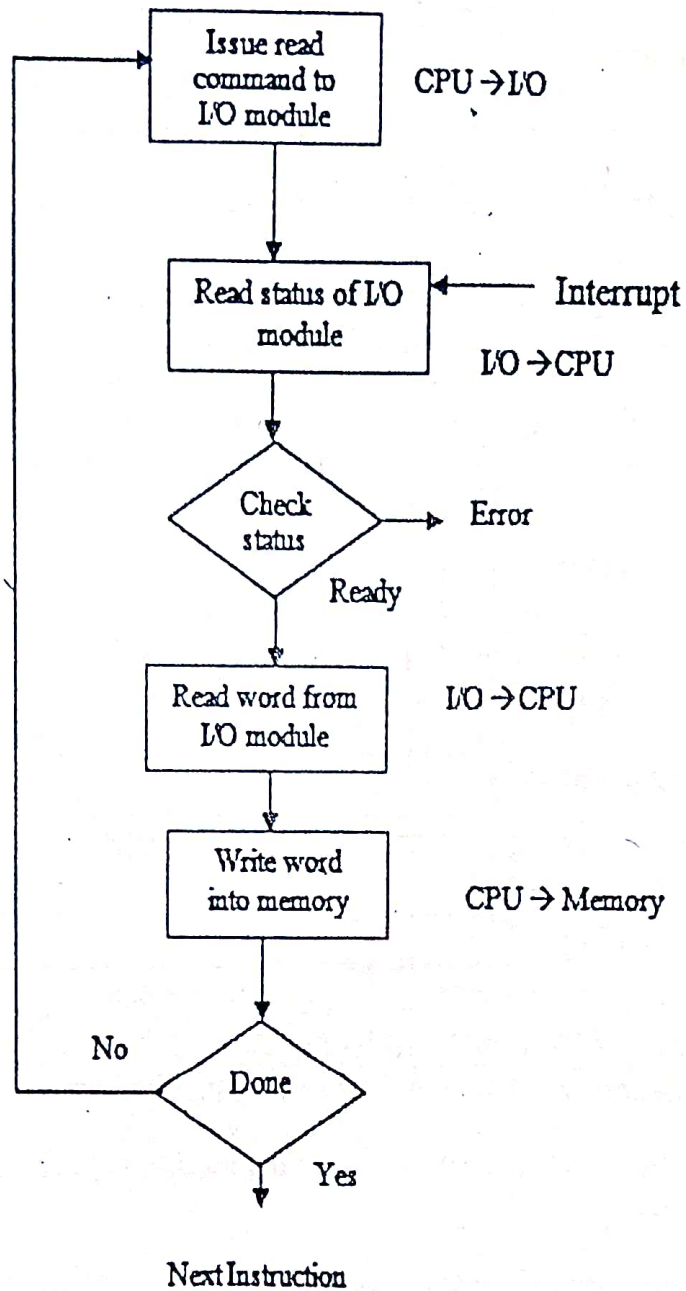 Issue read
command to
I/O module
CPU →I/O
Read status of I/O
module
Interrupt
I/O →CPU
Check
status
Error
Ready
Read word from
I/O module
I/O →CPU
Write word
into memory
CPU → Memory
No
Done
Yes
Next Instruction